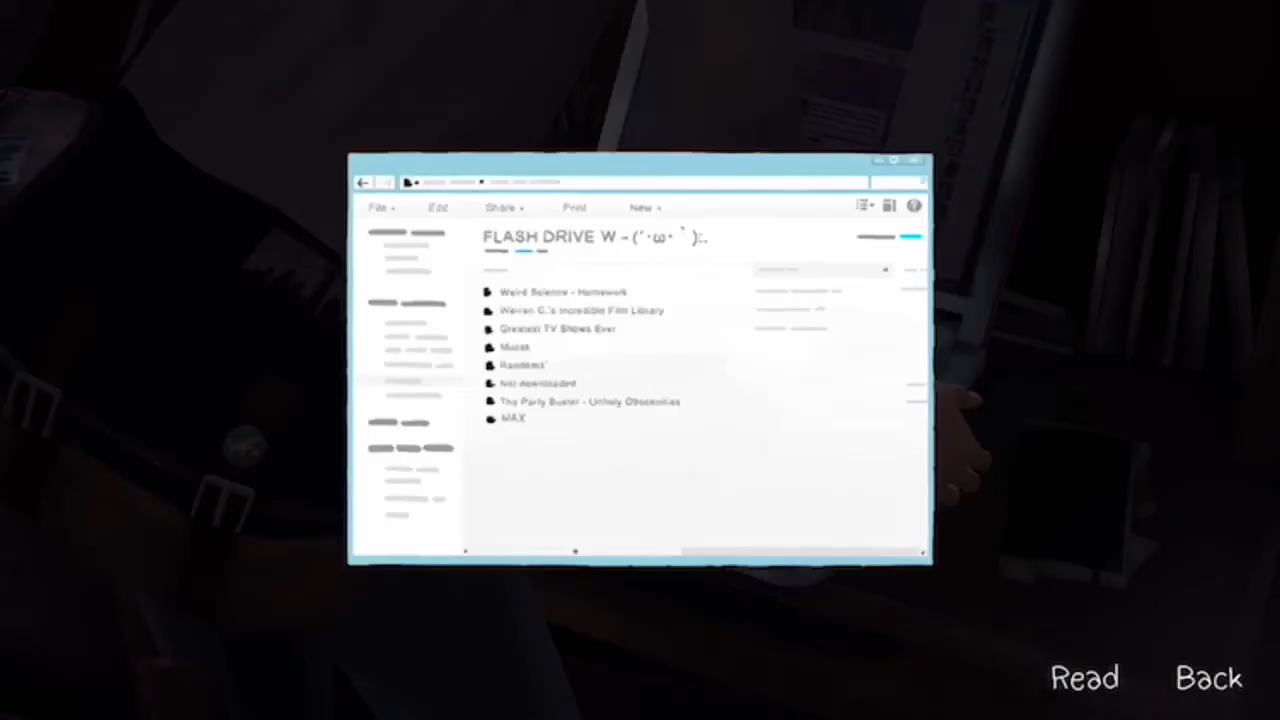 File Edit Share Print New
FLASH DRIVE W - (´･ω･｀):.
Weird Science - Homework
Warren G.'s Incredible Film Library
Greatest TV Shows Ever
Music
Randoms'
Not downloaded
The Party Buster - Unholy Obscenities
MAX
Read Back